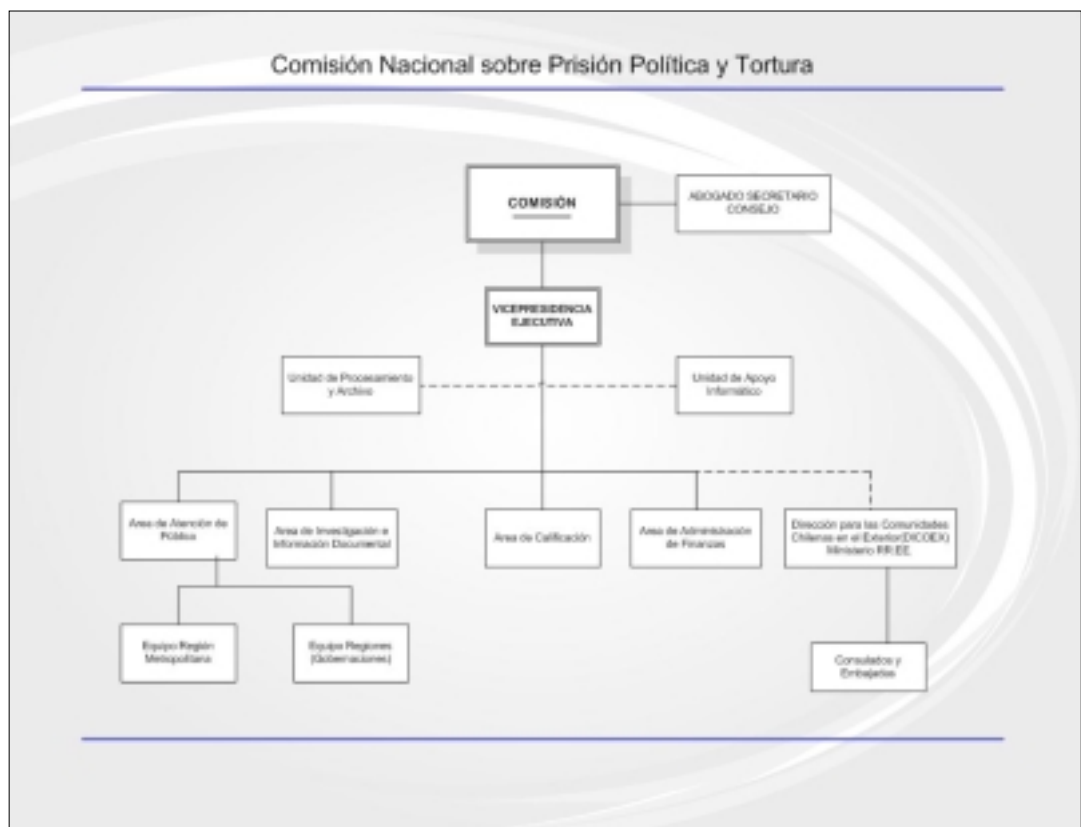 Comisión Nacional sobre Prisión Política y Tortura
COMISIÓN
ABOGADO SECRETARIO
CONSEJO
VICEPRESIDENCIA
EJECUTIVA
Unidad de Procesamiento
y Archivo
Unidad de Apoyo
Informático
Area de Atención de
Público
Area de Investigación e
Información Documental
Area de Calificación
Area de Administración
de Finanzas
Dirección para las Comunidades
Chilenas en el Exterior(DICOEX)
Ministerio RR.EE.
Equipo Región
Metropolitana
Equipo Regiones
(Gobernaciones)
Consulados y
Embajadas